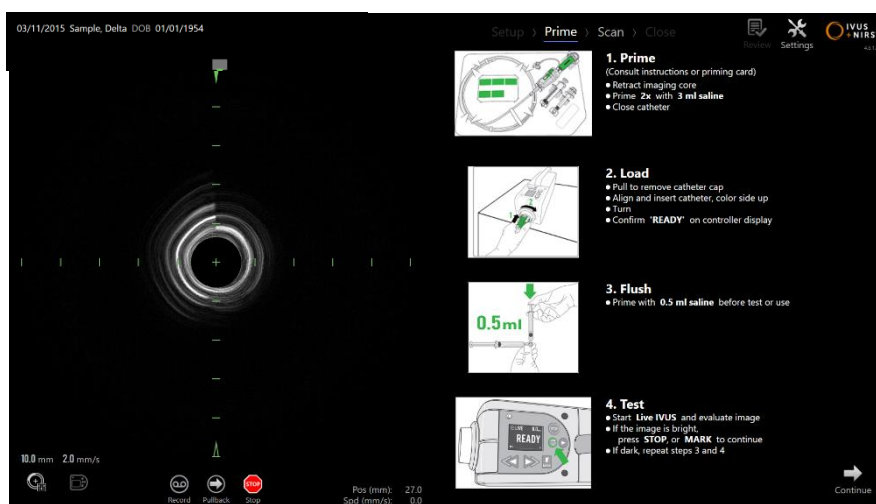 03/11/2015 Sample, Delta DOB 01/01/1954
Setup > Prime > Scan > Close
Review
Settings
IVUS
+NIRS
1. Prime
(Consult instructions or priming card)
• Retract imaging core
• Prime 2x with 3 ml saline
• Close catheter
2. Load
• Pull to remove catheter cap
• Align and insert catheter, color side up
• Turn
• Confirm "READY" on controller display
3. Flush
• Prime with 0.5 ml saline before test or use
0.5ml
4. Test
• Start Live IVUS and evaluate image
• If the image is bright,
press STOP, or MARK to continue
• If dark, repeat steps 3 and 4
LIVE
READY
10.0 mm 2.0 mm/s
STOP
Record Pullback Stop
Pos (mm): 27.0
Spd (mm/s): 0.0
Continue